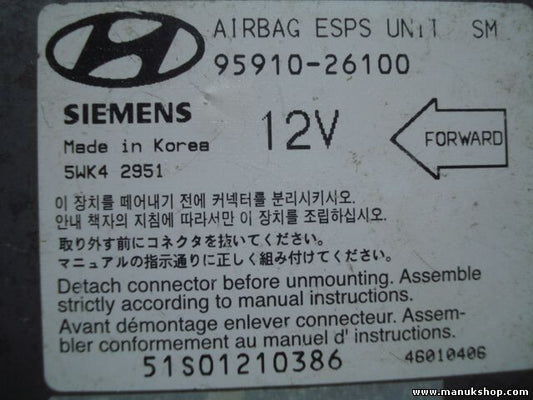 AIRBAG ESPS UNIT SM
95910-26100
SIEMENS
12V
FORWARD
Made in Korea
5WK4 2951
이 장치를 떼어내기 전에 커넥터를 분리시키시오.
안내 책자의 지침에 따라서만 이 장치를 조립하십시오.
取り外す前にコネクタを抜いてください。
マニュアルの指示通りに正しく組み付けてください。
Detach connector before unmounting. Assemble
strictly according to manual instructions.
Avant démontage enlever connecteur. Assem-
bler conformement au manuel d' instructions.
51S01210386
46010406
www.manukshop.com